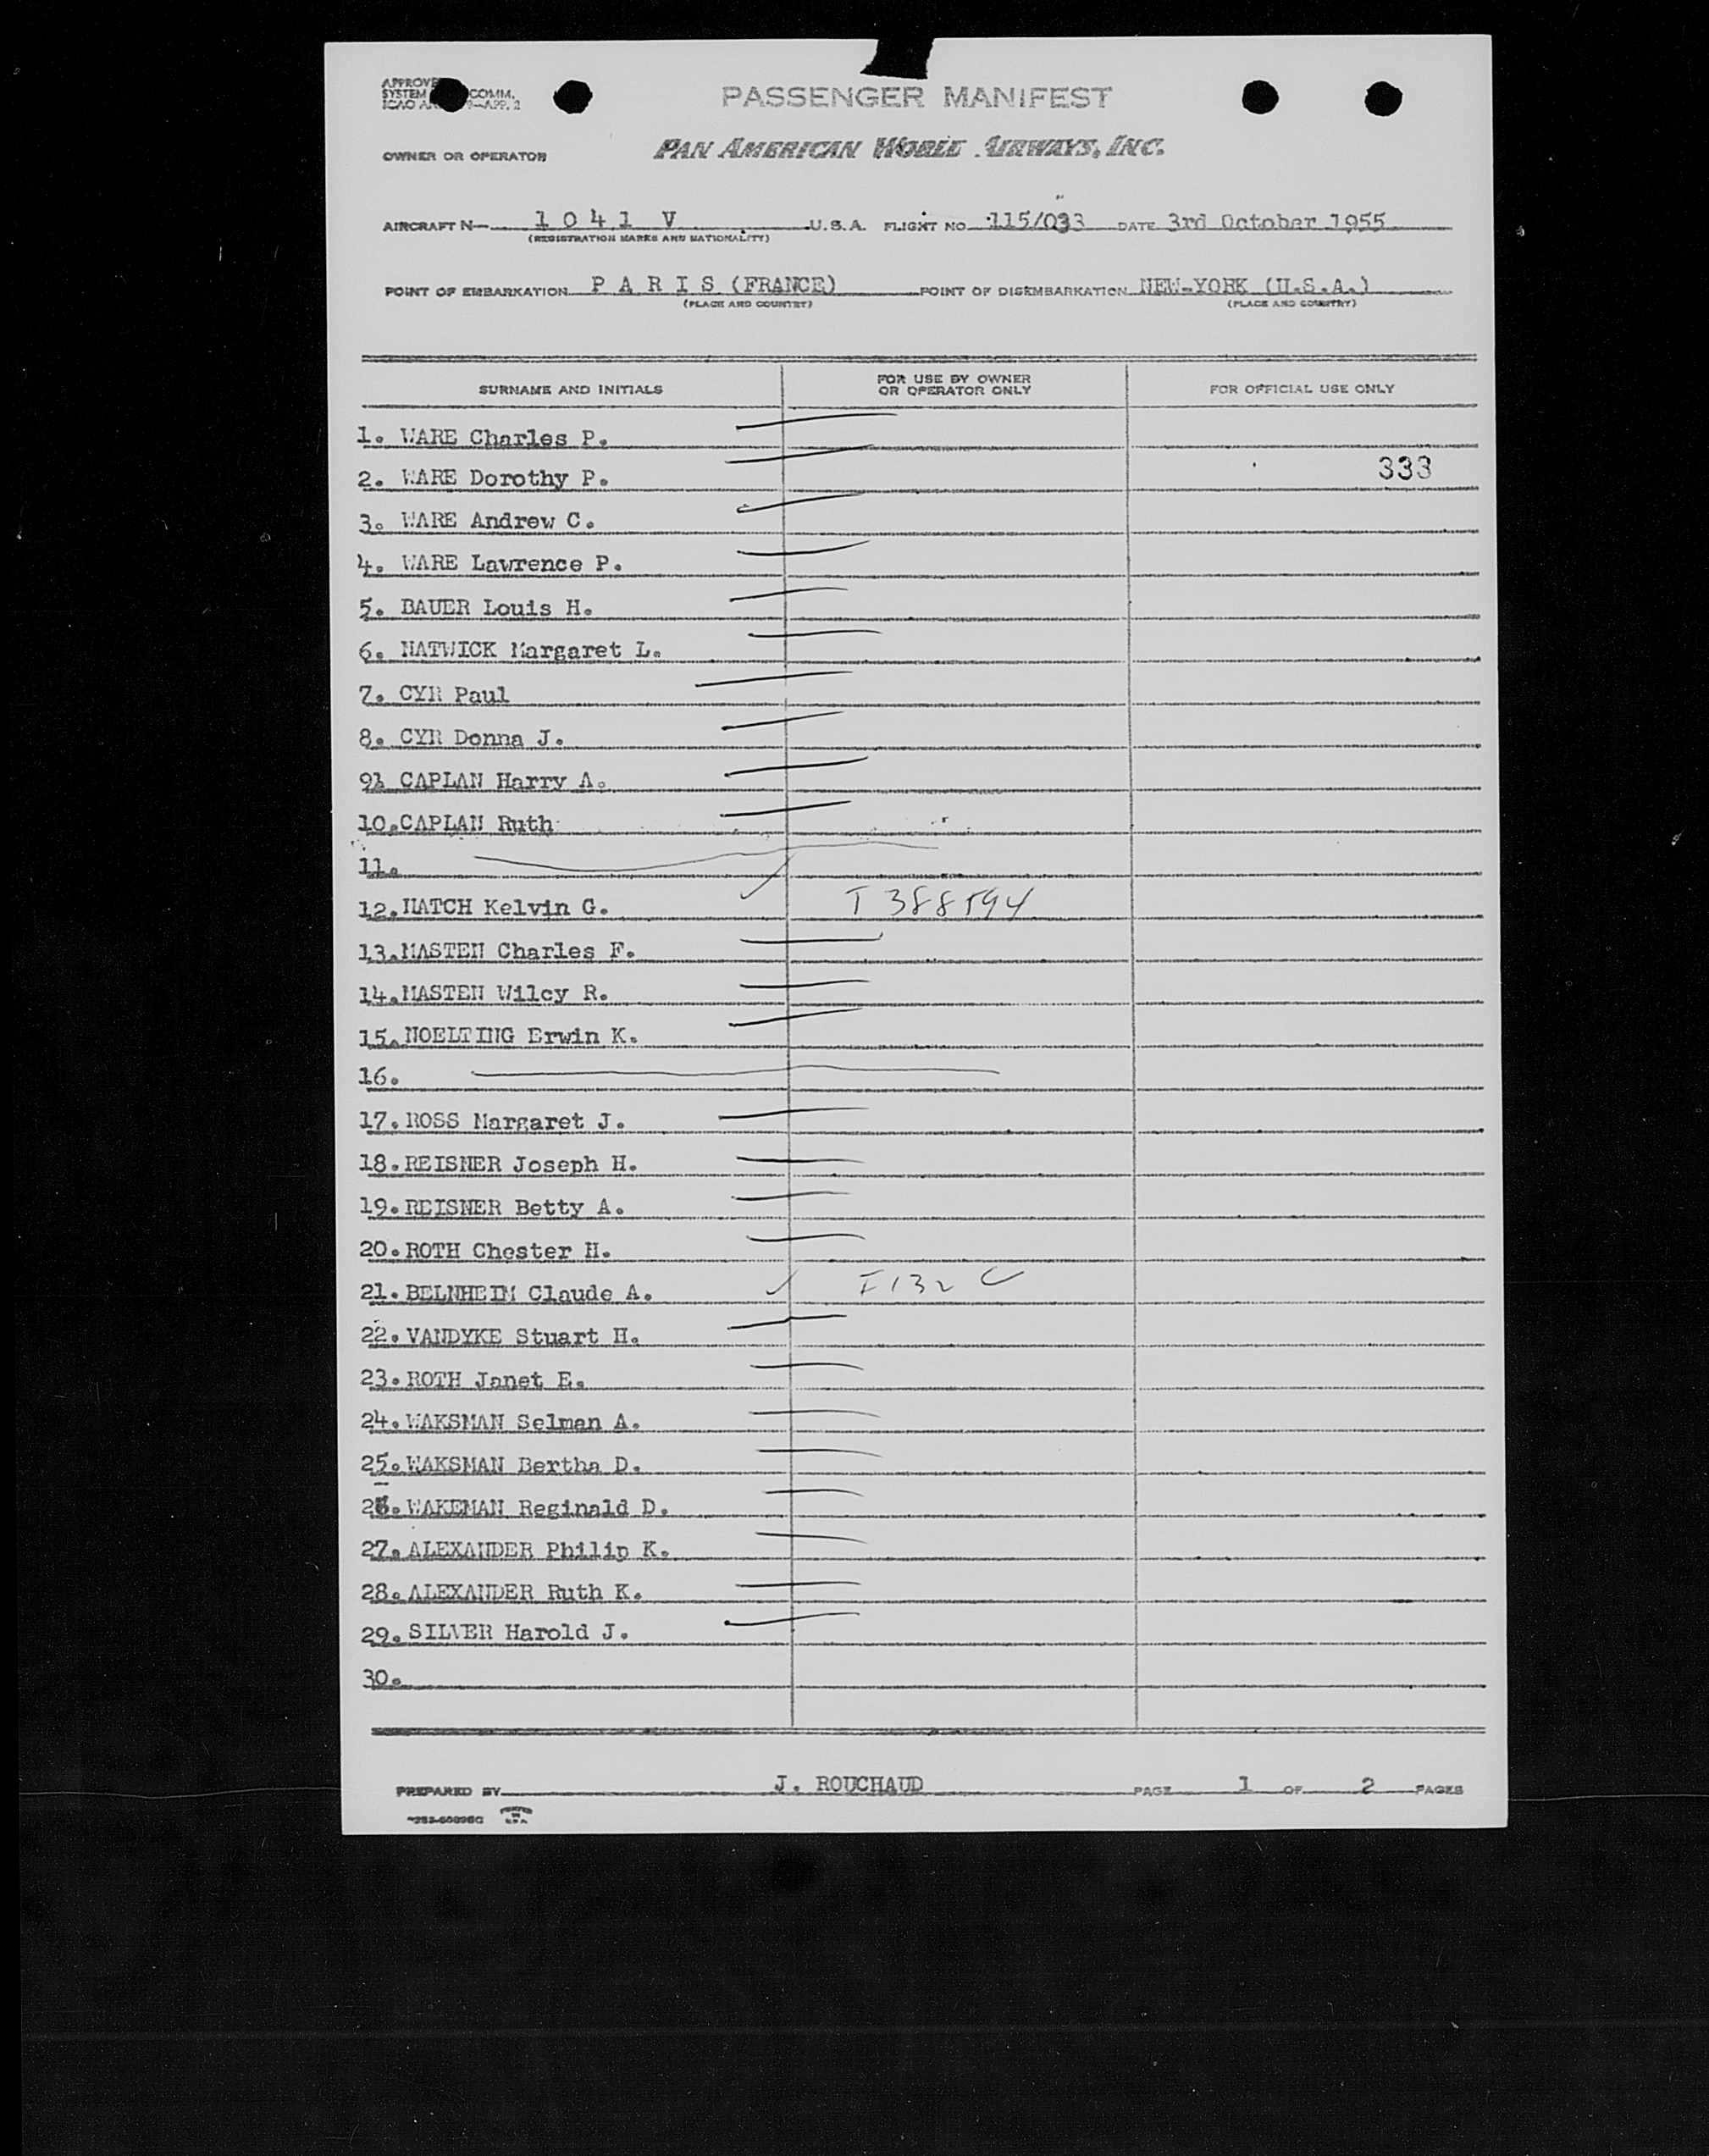 PASSENGER MANIFEST
OWNER OR OPERATOR PAN AMERICAN WORLD AIRWAYS, INC.
AIRCRAFT N 1041 V U.S.A. FLIGHT NO 115/033 DATE 3rd October 1955
(REGISTRATION MARKS AND NATIONALITY)
POINT OF EMBARKATION P A R I S (FRANCE) POINT OF DISEMBARKATION NEW-YORK (U.S.A.)
(PLACE AND COUNTRY) (PLACE AND COUNTRY)
SURNAME AND INITIALS FOR USE BY OWNER OR OPERATOR ONLY FOR OFFICIAL USE ONLY
1. WARE Charles P.
2. WARE Dorothy P. 333
3. WARE Andrew C.
4. WARE Lawrence P.
5. BAUER Louis H.
6. NATWICK Margaret L.
7. CYR Paul
8. CYR Donna J.
9. CAPLAN Harry A.
10. CAPLAN Ruth
11.
12. HATCH Kelvin G.
13. MASTEN Charles F.
14. MASTEN Wilcy R.
15. NOELTING Erwin K.
16.
17. ROSS Margaret J.
18. REISNER Joseph H.
19. REISNER Betty A.
20. ROTH Chester H.
21. Claude A.
22. VANDYKE Stuart H.
23. ROTH Janet E.
24. WAKSMAN Selman A.
25. WAKSMAN Bertha D.
26. WAKEMAN Reginald D.
27. ALEXANDER Philip K.
28. ALEXANDER Ruth K.
29. SILVER Harold J.
30.
PREPARED BY J. ROUCHAUD PAGE 1 OF 2 PAGES